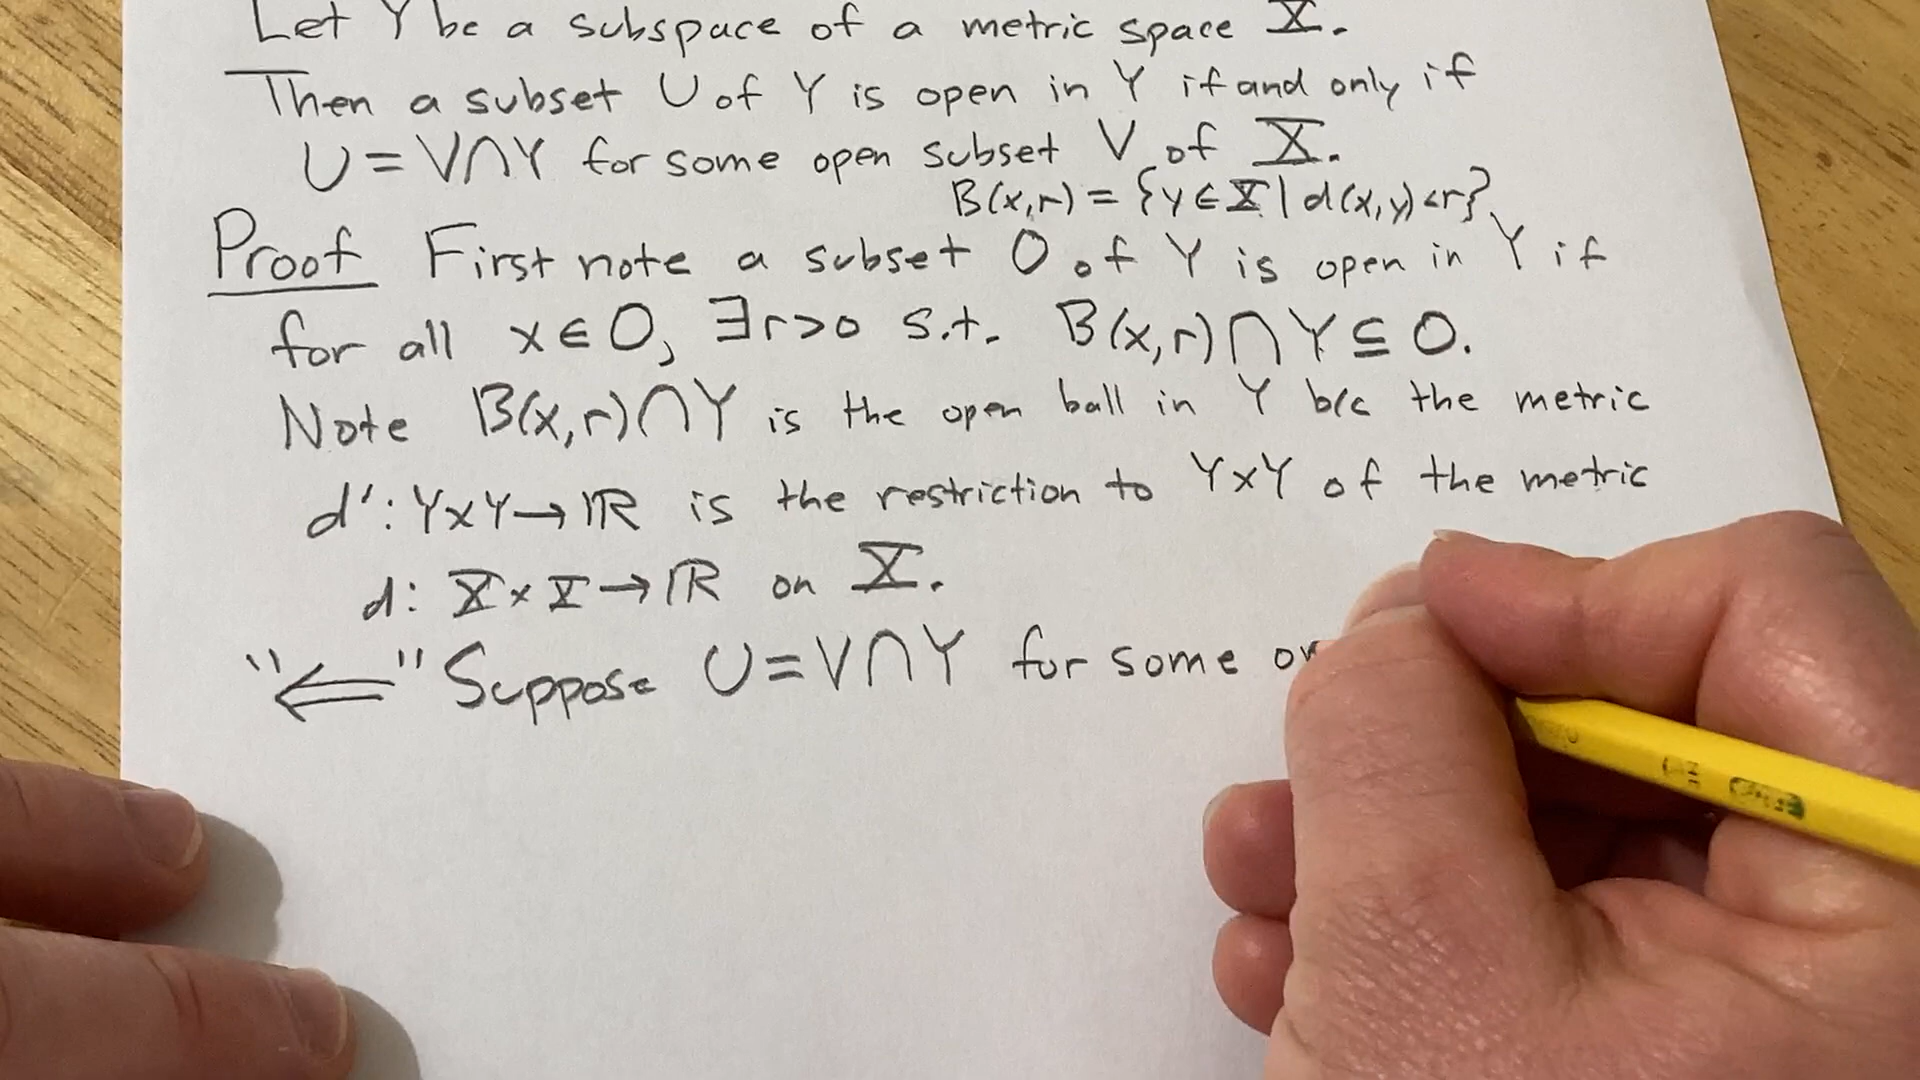 Let Y be a subspace of a metric space X.
Then a subset U of Y is open in Y if and only if
U = V∩Y for some open subset V of X.
B(x,r) = {y∈X | d(x,y)<r}
Proof First note a subset O of Y is open in Y if
for all x∈O, ∃r>0 s.t. B(x,r)∩Y⊆O.
Note B(x,r)∩Y is the open ball in Y b/c the metric
d': Y×Y→ℝ is the restriction to Y×Y of the metric
d: X×X→ℝ on X.
"⇐" Suppose U=V∩Y for some